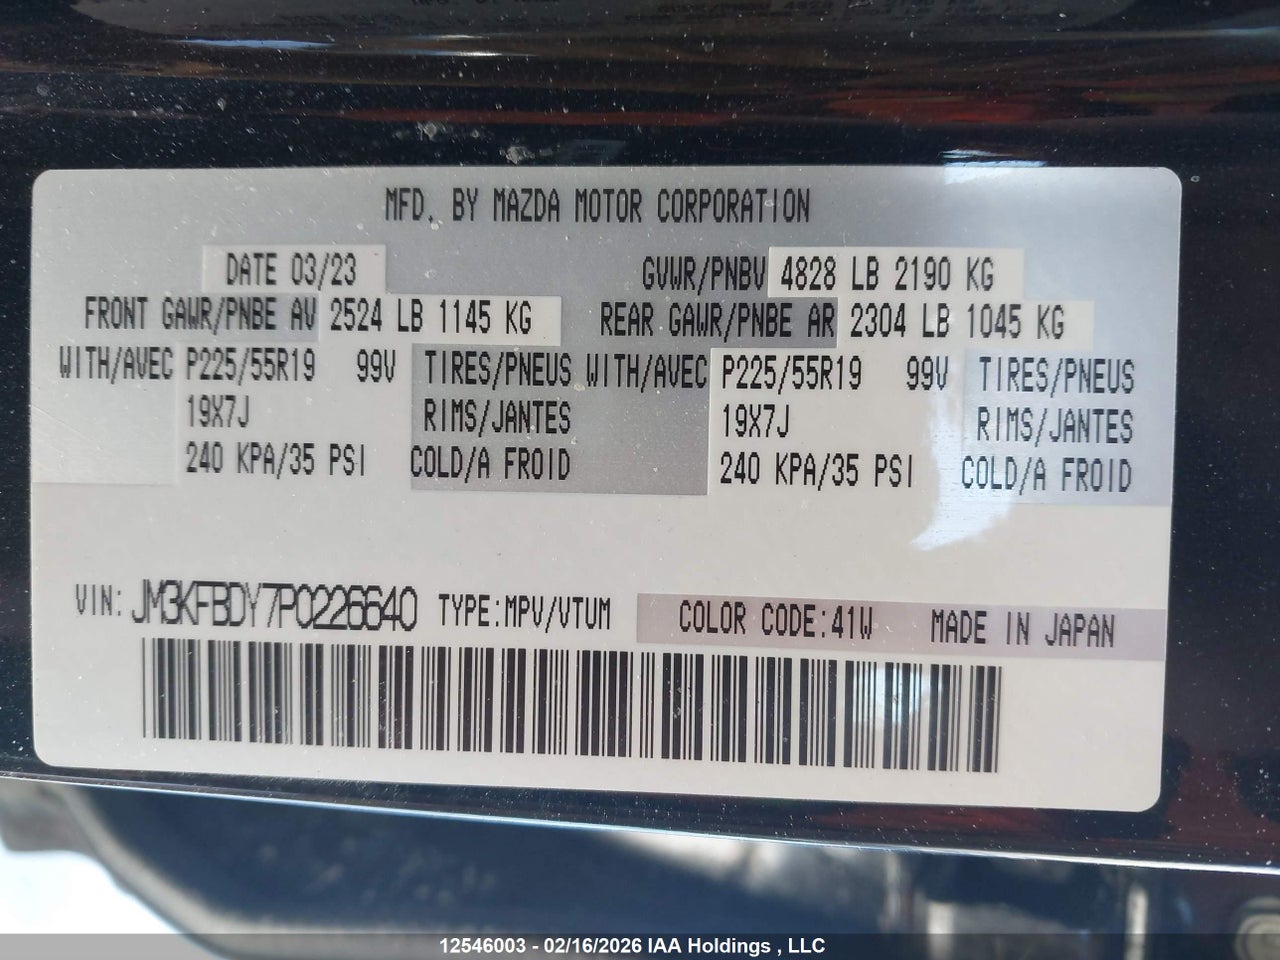 MFD. BY MAZDA MOTOR CORPORATION
DATE 03/23 GVWR/PNBV 4828 LB 2190 KG
FRONT GAWR/PNBE AV 2524 LB 1145 KG REAR GAWR/PNBE AR 2304 LB 1045 KG
WITH/AVEC P225/55R19 99V TIRES/PNEUS WITH/AVEC P225/55R19 99V TIRES/PNEUS
19X7J RIMS/JANTES 19X7J RIMS/JANTES
240 KPA/35 PSI COLD/A FROID 240 KPA/35 PSI COLD/A FROID
VIN: JM3KFBDY7P0226640 TYPE:MPV/VTUM COLOR CODE:41W MADE IN JAPAN
12546003 - 02/16/2026 IAA Holdings , LLC